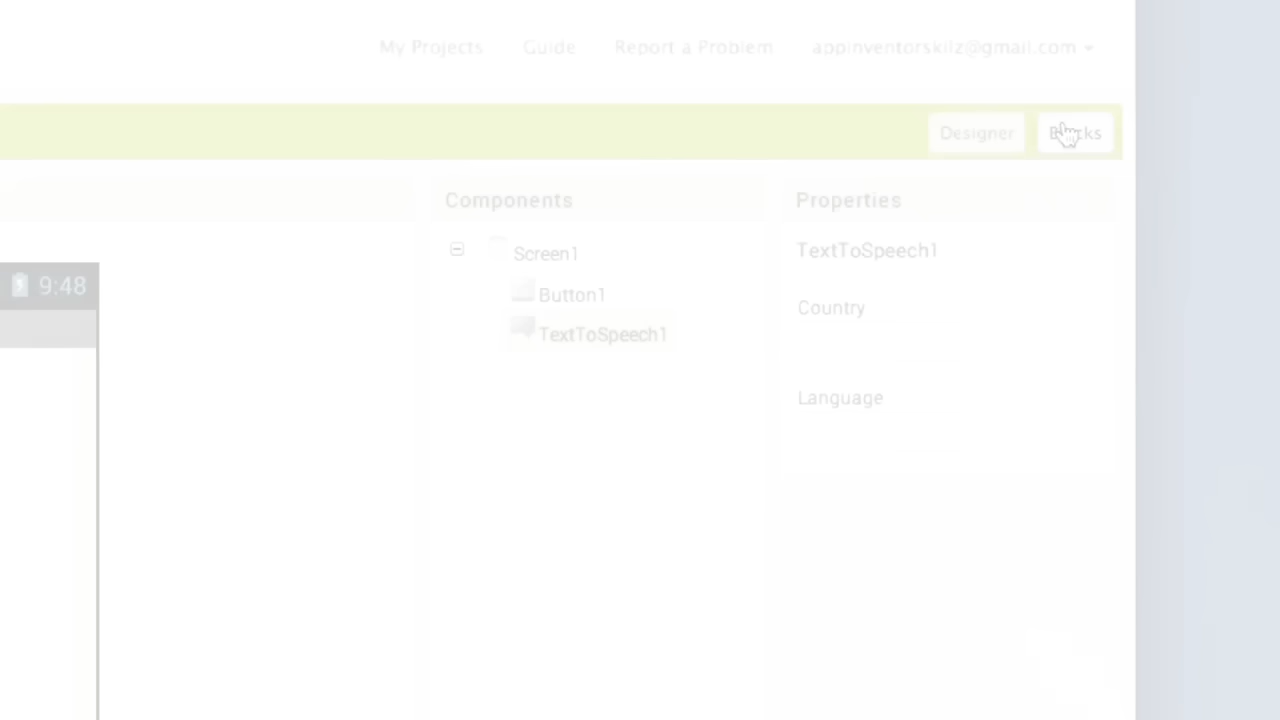 My Projects Guide Report a Problem appinventorskilz@gmail.com
Designer
Components Properties
Screen1 TextToSpeech1
9:48
Button1 Country
TextToSpeech1
Language